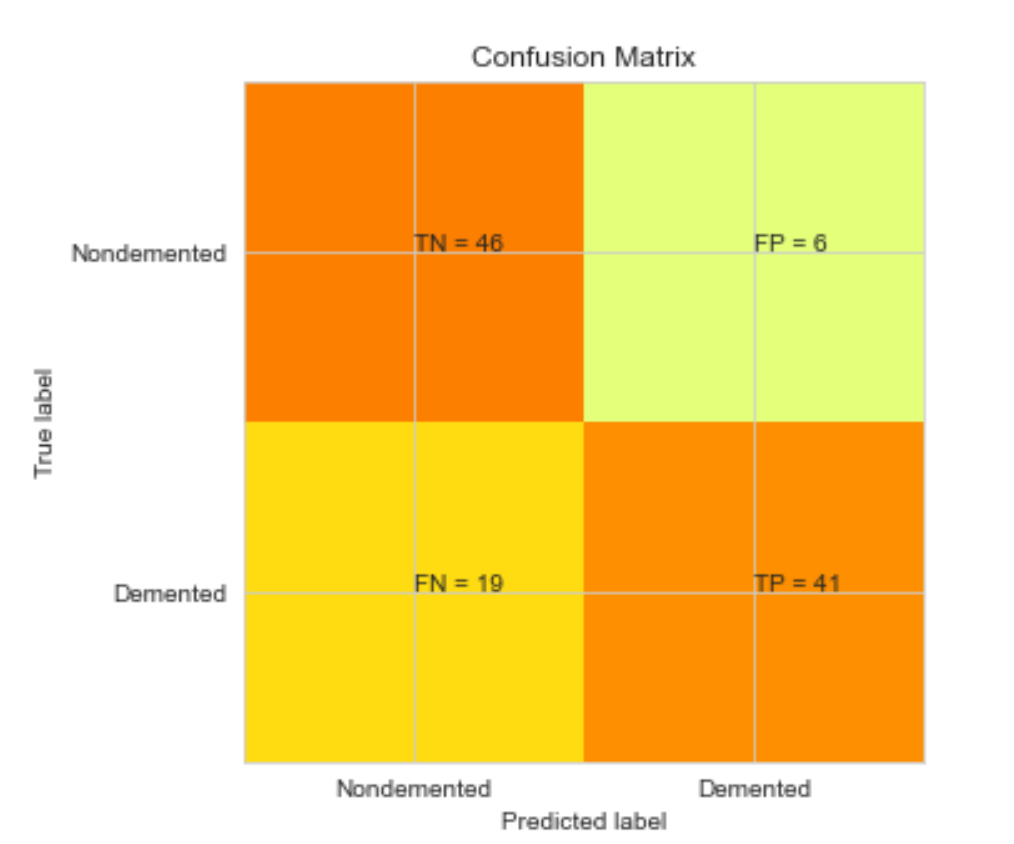 Confusion Matrix
Nondemented
TN = 46
FP = 6
True label
Demented
FN = 19
TP = 41
Nondemented
Demented
Predicted label